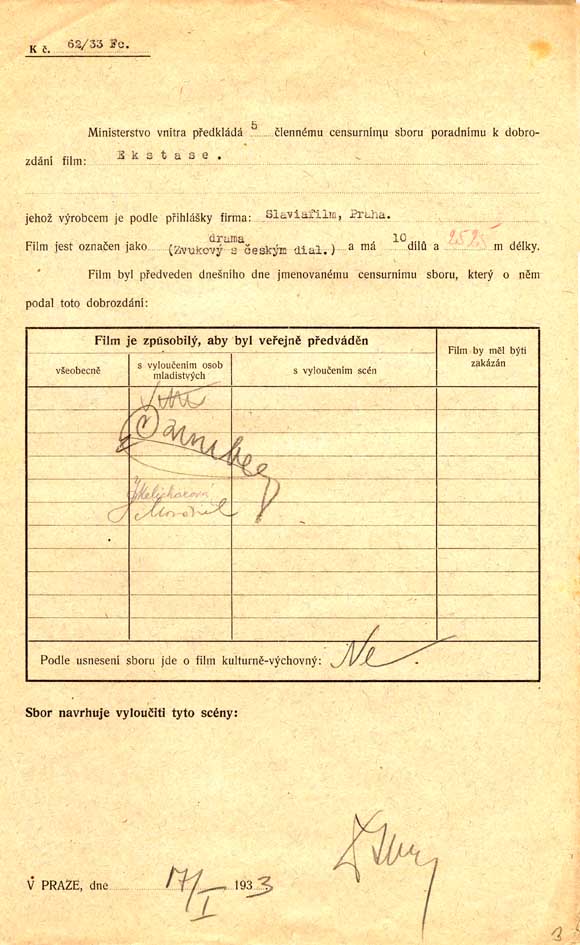 K č. 62/33 Fc.
Ministerstvo vnitra předkládá 5 člennému censurnímu sboru poradnímu k dobro-
zdání film: Ekstase.
jehož výrobcem je podle přihlášky firma: Slaviafilm, Praha.
Film jest označen jako drama (Zvukový s českým dial.) a má 10 dílů a 2525 m délky.
Film byl předveden dnešního dne jmenovanému censurnímu sboru, který o něm
podal toto dobrozdání:
Film je způsobilý, aby byl veřejně předváděn
Film by měl býti
zakázán
všeobecně
s vyloučením osob
mladistvých
s vyloučením scén
JMelicharová
Podle usnesení sboru jde o film kulturně-výchovný: Ne.
Sbor navrhuje vyloučiti tyto scény:
V PRAZE, dne 17/I 1933
3